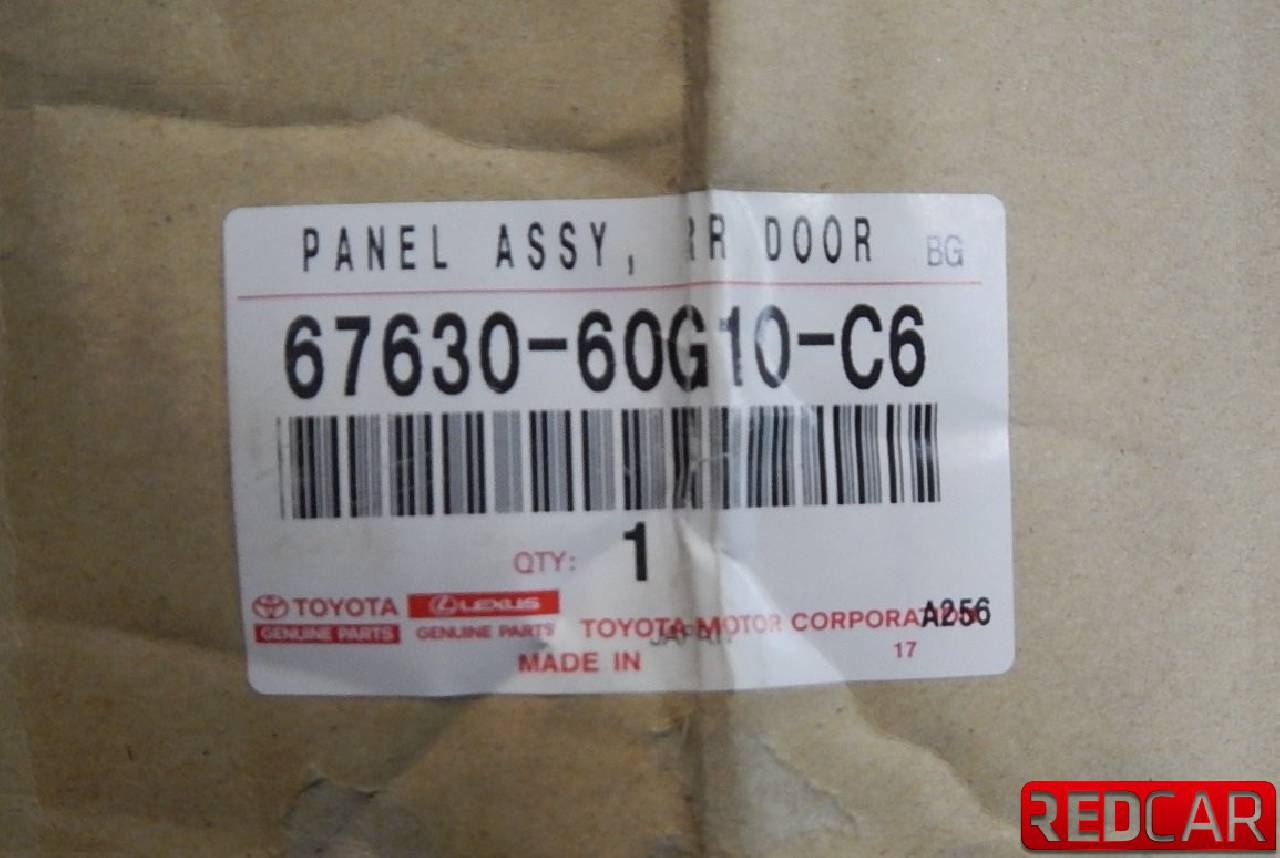 PANEL ASSY, RR DOOR BG
67630-60G10-C6
QTY: 1
TOYOTA LEXUS
GENUINE PARTS GENUINE PARTS TOYOTA MOTOR CORPORATION A256
JAPAN
MADE IN 17
REDCAR